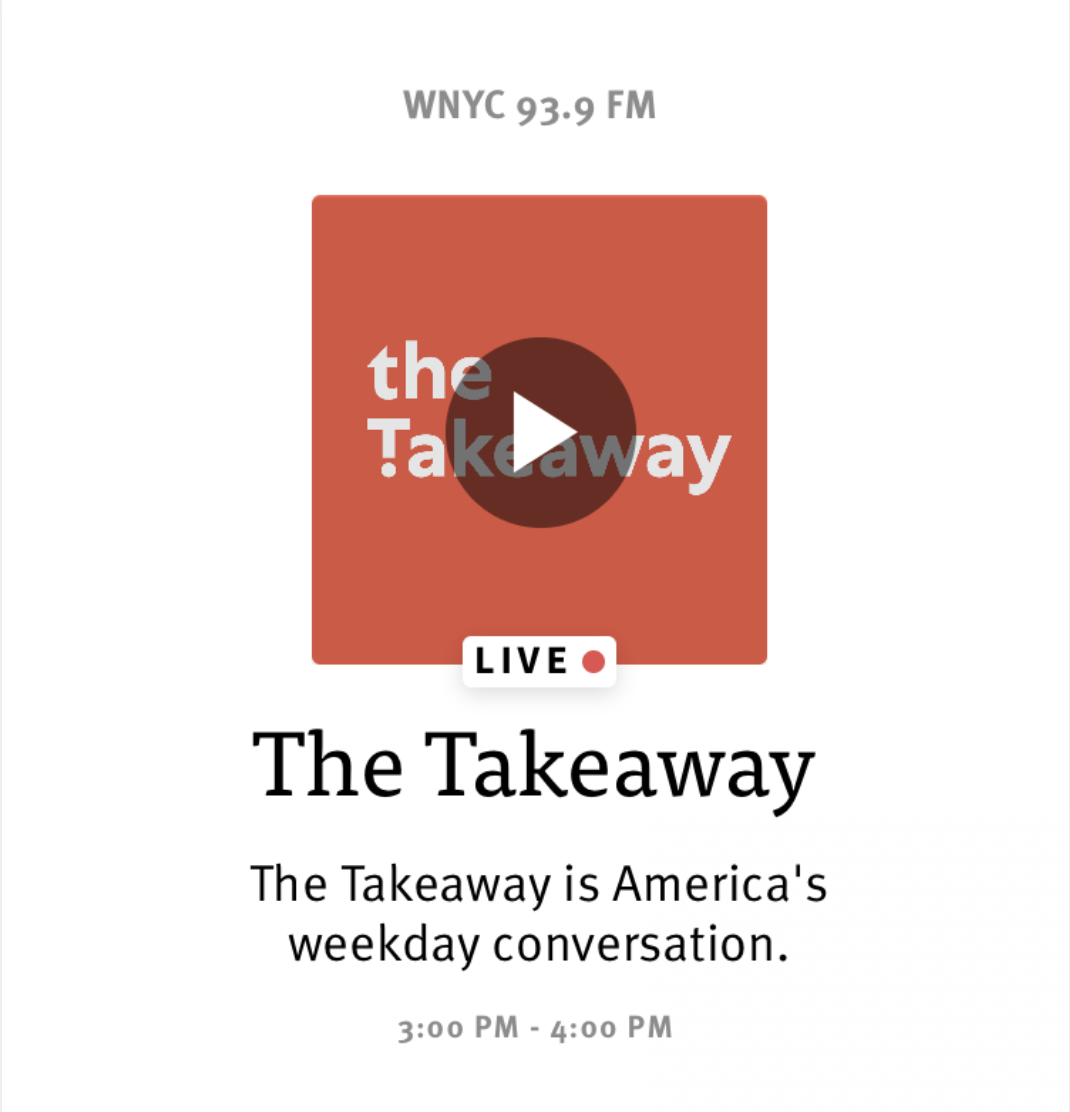 WNYC 93.9 FM
the
Takeaway
LIVE
The Takeaway
The Takeaway is America's
weekday conversation.
3:00 PM - 4:00 PM